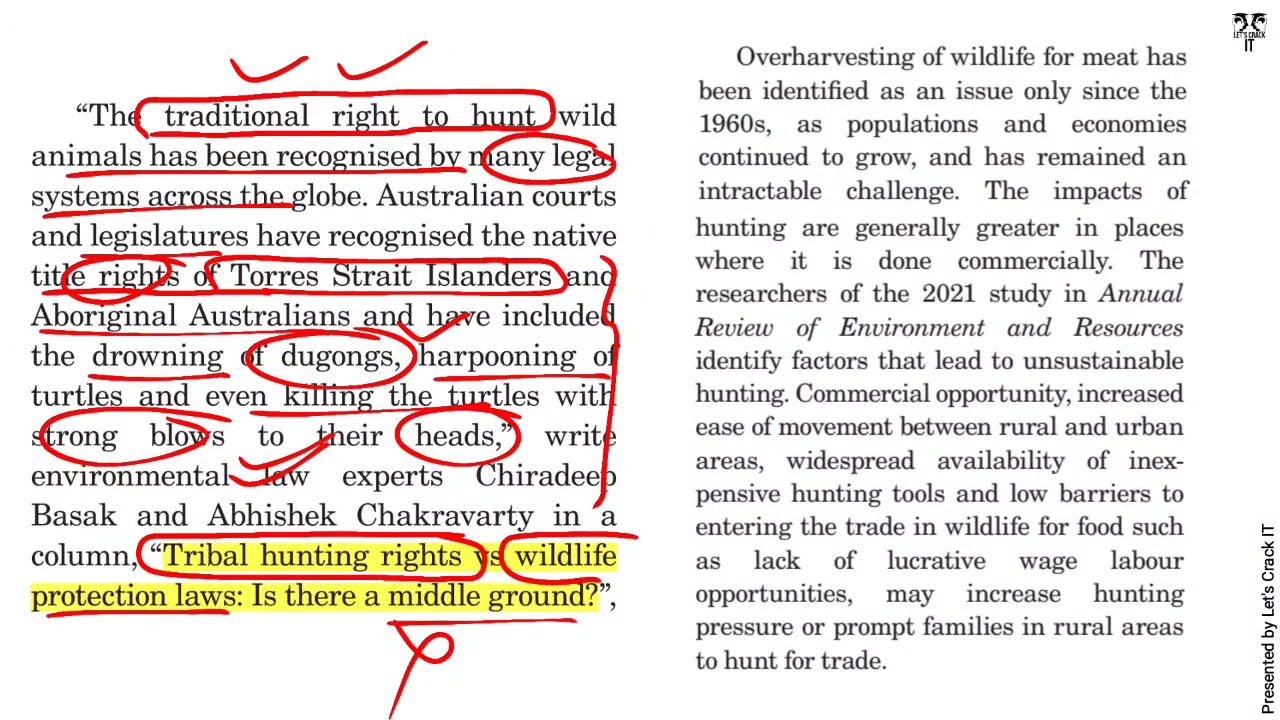 “The traditional right to hunt wild
animals has been recognised by many legal
systems across the globe. Australian courts
and legislatures have recognised the native
title rights of Torres Strait Islanders and
Aboriginal Australians and have included
the drowning of dugongs, harpooning of
turtles and even killing the turtles with
strong blows to their heads,” write
environmental law experts Chiradeep
Basak and Abhishek Chakravarty in a
column, “Tribal hunting rights vs wildlife
protection laws: Is there a middle ground?”,
Overharvesting of wildlife for meat has
been identified as an issue only since the
1960s, as populations and economies
continued to grow, and has remained an
intractable challenge. The impacts of
hunting are generally greater in places
where it is done commercially. The
researchers of the 2021 study in Annual
Review of Environment and Resources
identify factors that lead to unsustainable
hunting. Commercial opportunity, increased
ease of movement between rural and urban
areas, widespread availability of inex-
pensive hunting tools and low barriers to
entering the trade in wildlife for food such
as lack of lucrative wage labour
opportunities, may increase hunting
pressure or prompt families in rural areas
to hunt for trade.
LET'S CRACK
IT
Presented by Let's Crack IT